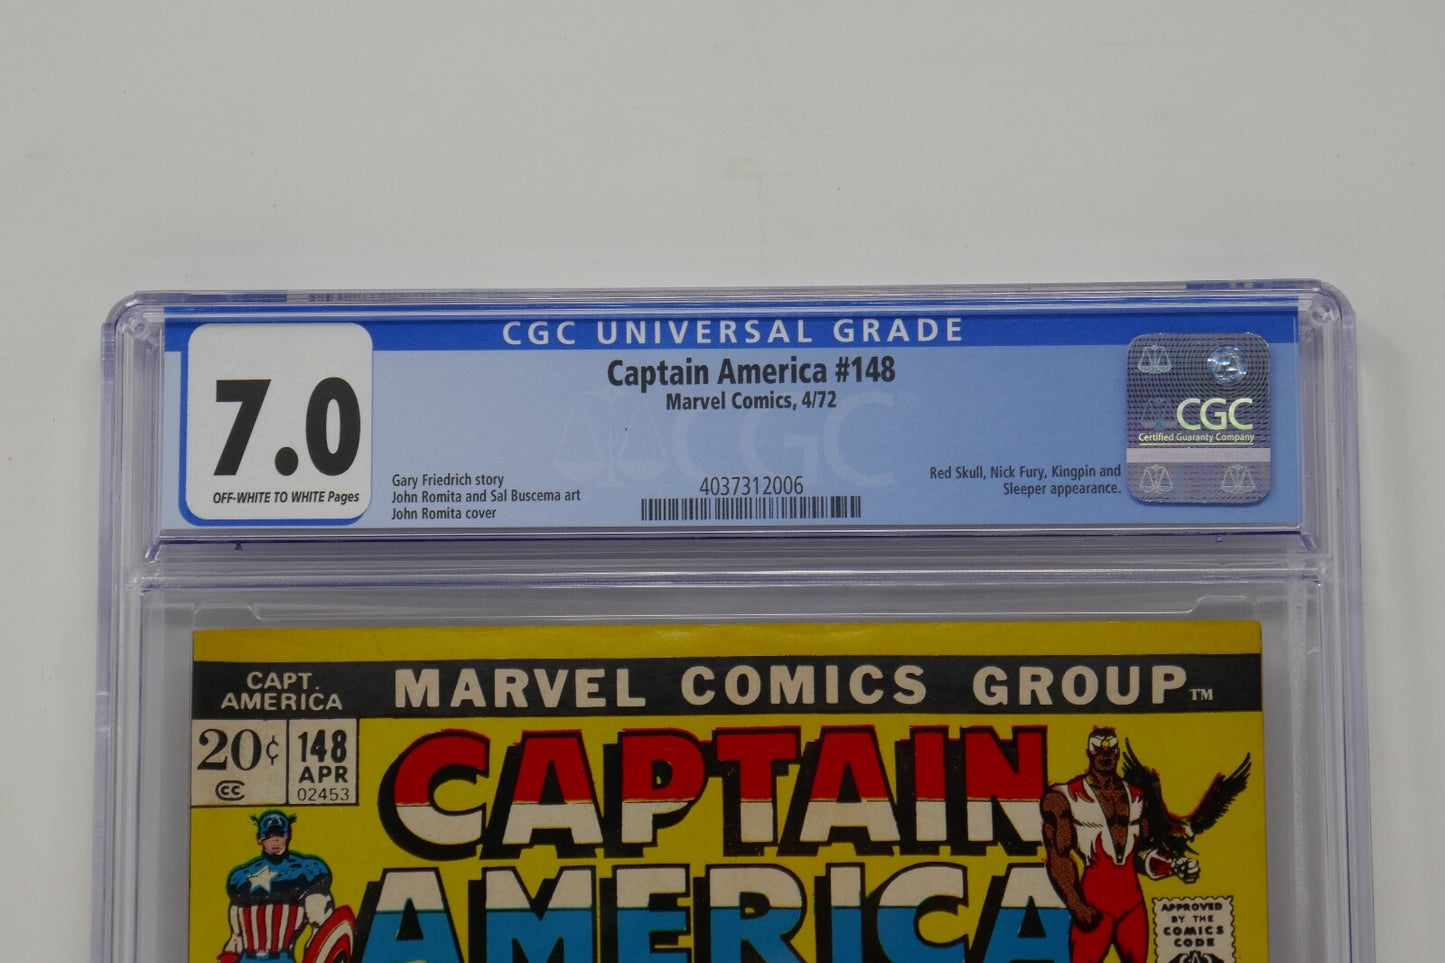 CGC UNIVERSAL GRADE
7.0
OFF-WHITE TO WHITE Pages
Captain America #148
Marvel Comics, 4/72
CGC
Gary Friedrich story
John Romita and Sal Buscema art
John Romita cover
4037312006
Red Skull, Nick Fury, Kingpin and
Sleeper appearance.
CGC
Certified Guaranty Company
CAPT.
AMERICA
MARVEL COMICS GROUP™
20¢
CC
148
APR
02453
CAPTAIN
AMERICA
APPROVED
BY THE
COMICS
CODE
A